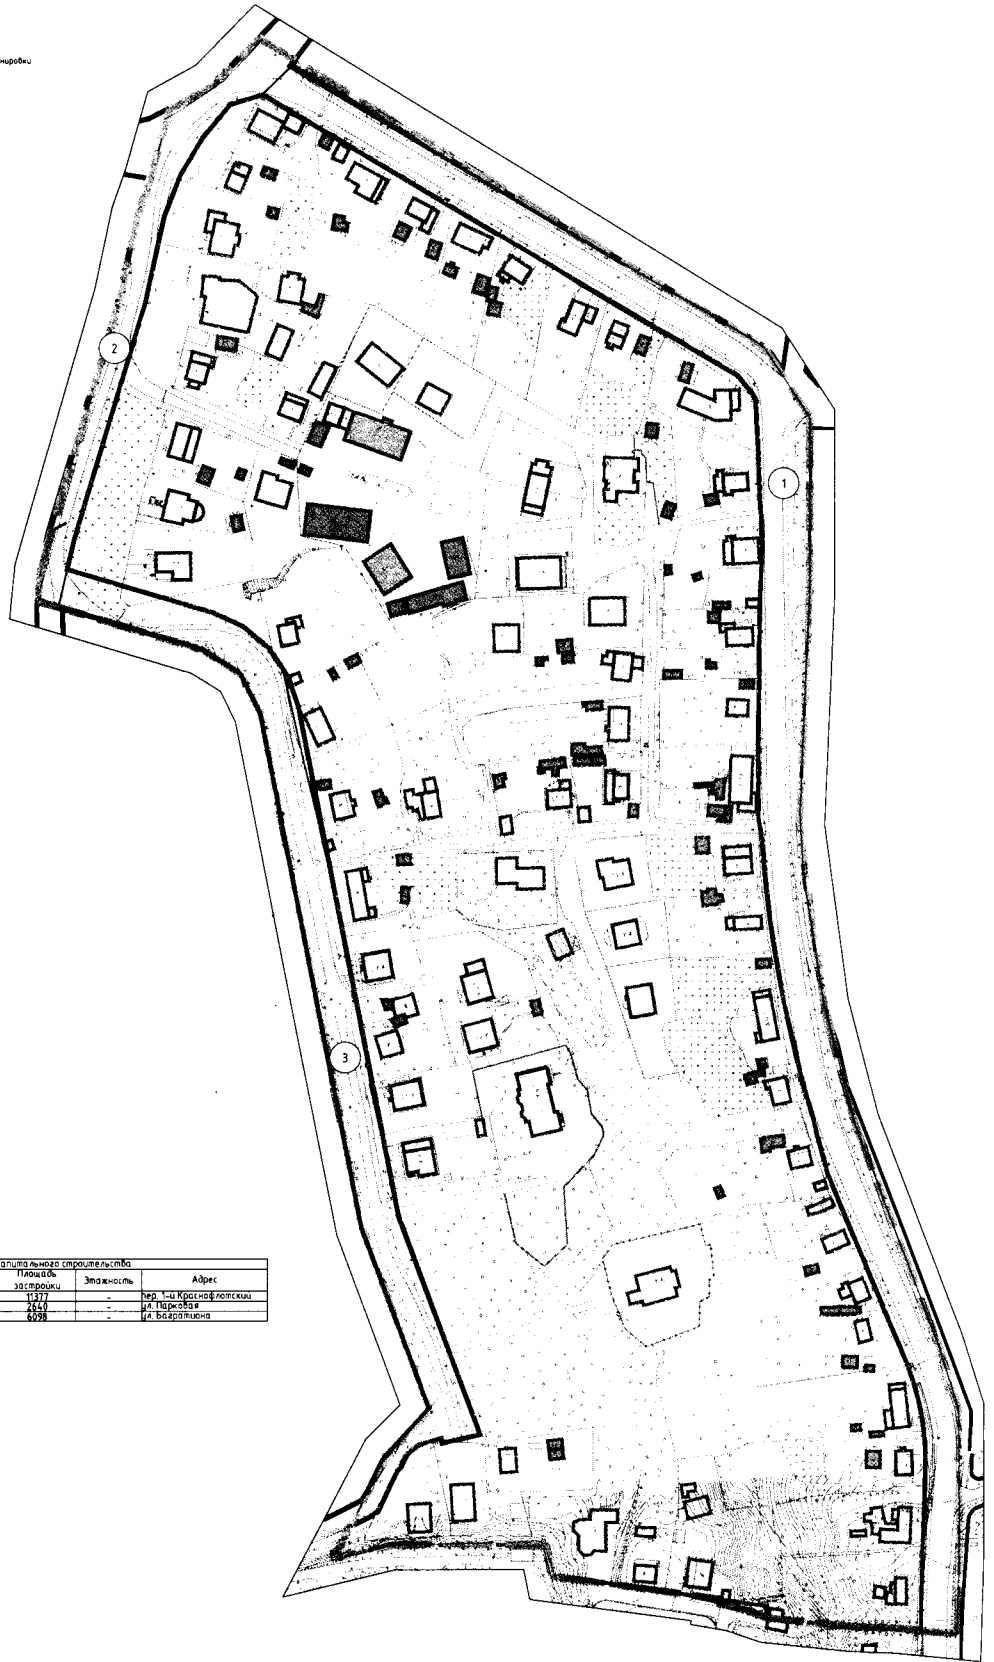 нировки
2
1
3
апитального строительства
Площадь застройки Этажность Адрес
11377 - пер. 1-й Краснофлотский
2640 - ул. Парковая
6098 - ул. Багратиона